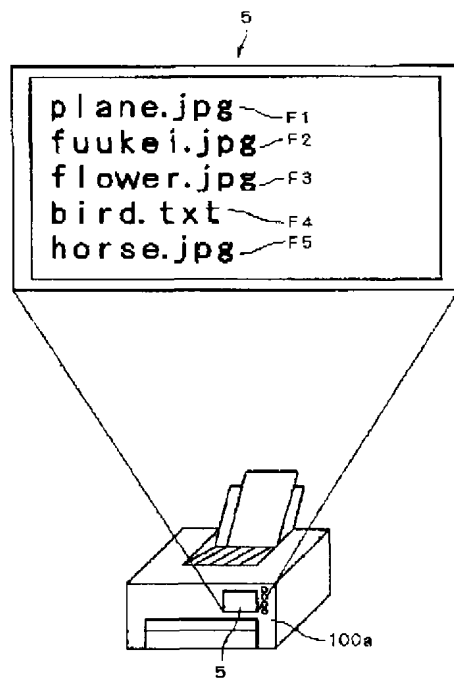 5
plane.jpg F1
fuukei.jpg F2
flower.jpg F3
bird.txt F4
horse.jpg F5
100a
5